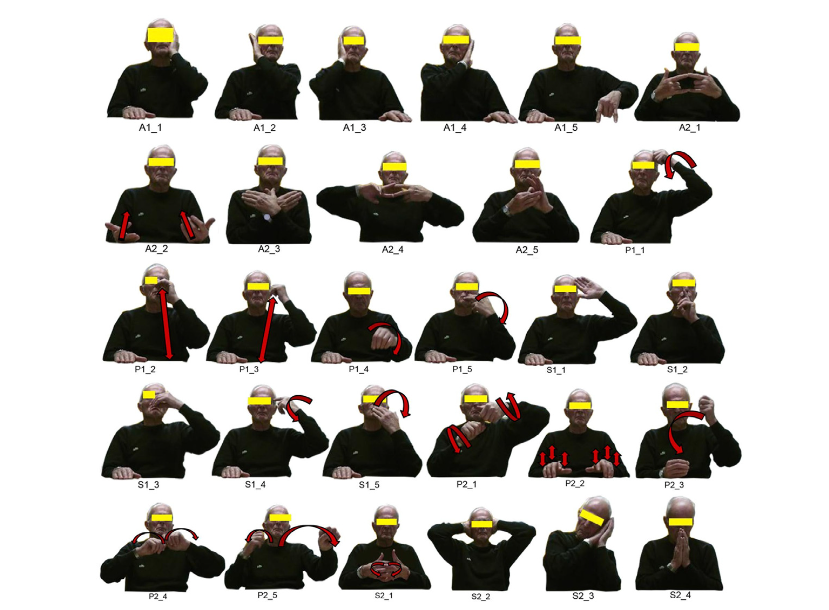 A1_1 A1_2 A1_3 A1_4 A1_5 A2_1
A2_2 A2_3 A2_4 A2_5 P1_1
P1_2 P1_3 P1_4 P1_5 S1_1 S1_2
S1_3 S1_4 S1_5 P2_1 P2_2 P2_3
P2_4 P2_5 S2_1 S2_2 S2_3 S2_4